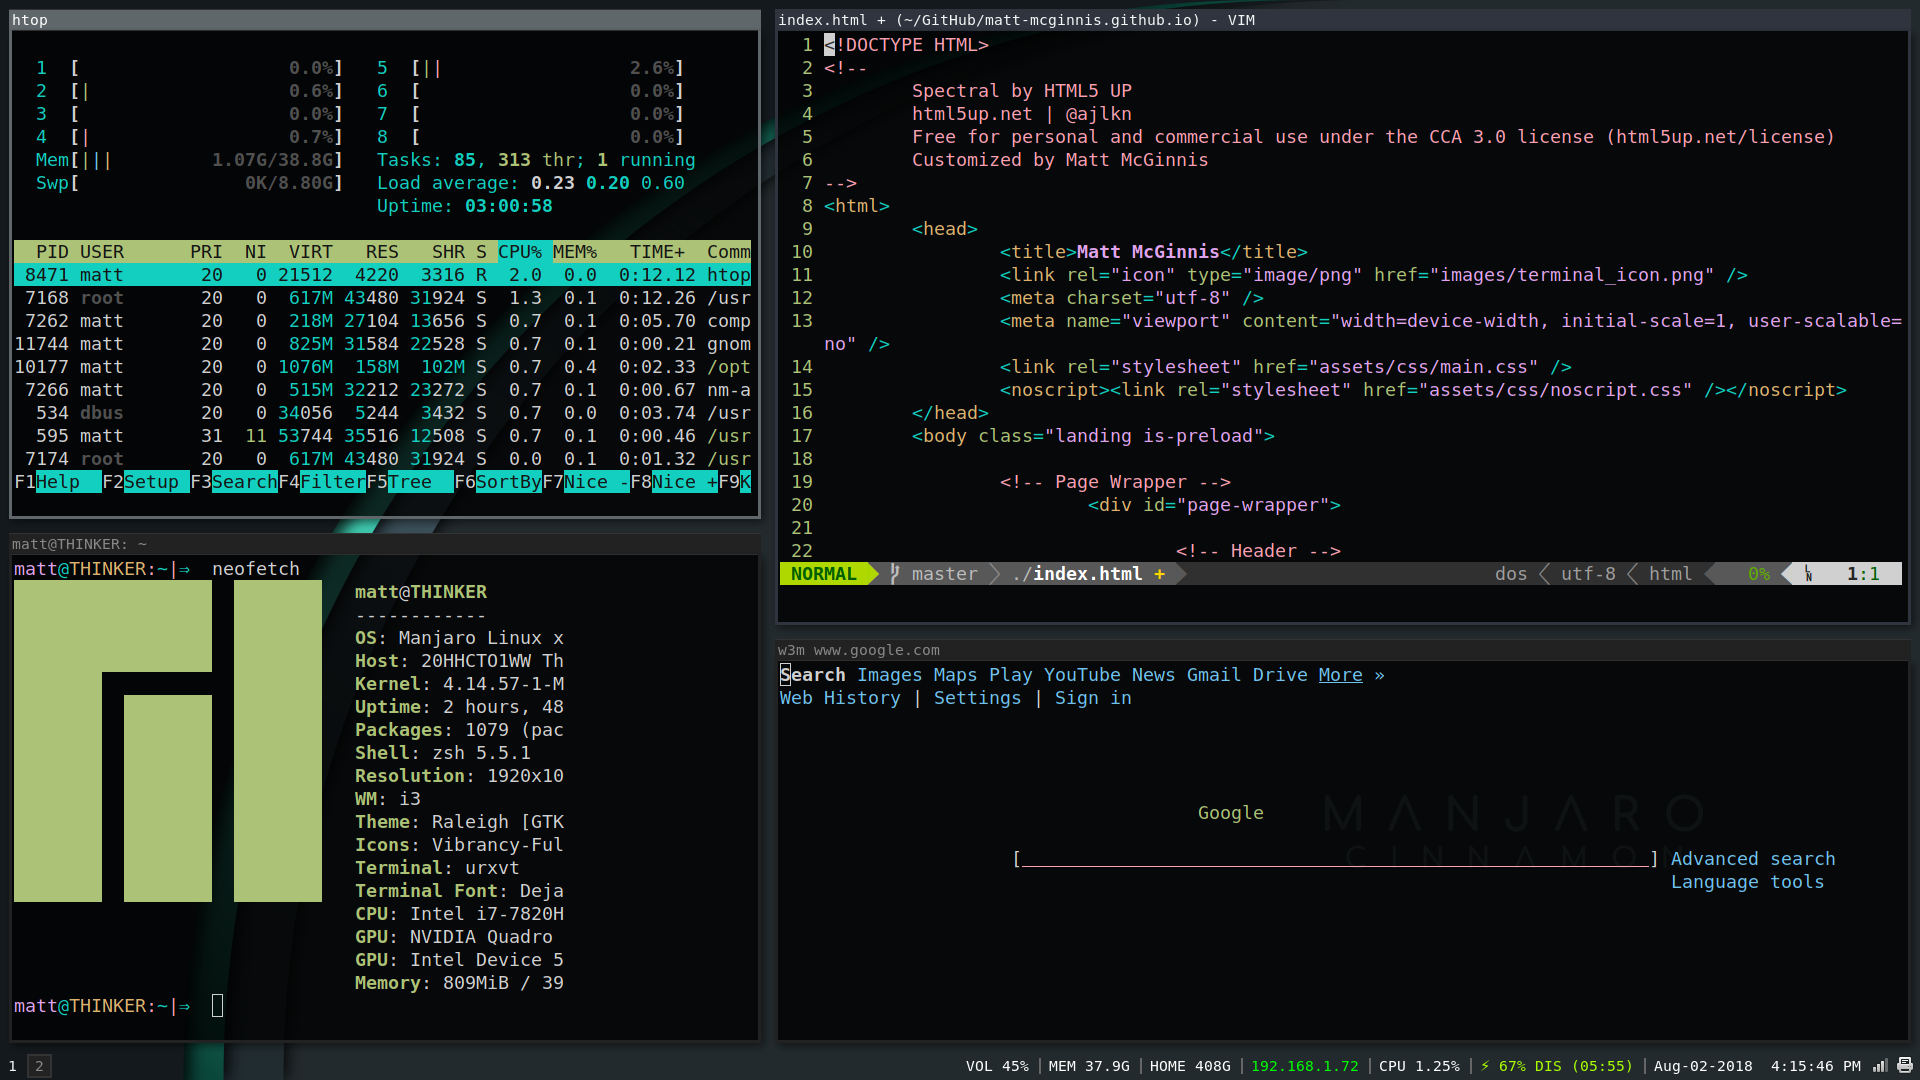 htop
1 [ 0.0%] 5 [|| 2.6%]
2 [| 0.6%] 6 [ 0.0%]
3 [ 0.0%] 7 [ 0.0%]
4 [| 0.7%] 8 [ 0.0%]
Mem[||| 1.07G/38.8G] Tasks: 85, 313 thr; 1 running
Swp[ 0K/8.80G] Load average: 0.23 0.20 0.60
Uptime: 03:00:58
PID USER PRI NI VIRT RES SHR S CPU% MEM% TIME+ Comm
8471 matt 20 0 21512 4220 3316 R 2.0 0.0 0:12.12 htop
7168 root 20 0 617M 43480 31924 S 1.3 0.1 0:12.26 /usr
7262 matt 20 0 218M 27104 13656 S 0.7 0.1 0:05.70 comp
11744 matt 20 0 825M 31584 22528 S 0.7 0.1 0:00.21 gnom
10177 matt 20 0 1076M 158M 102M S 0.7 0.4 0:02.33 /opt
7266 matt 20 0 515M 32212 23272 S 0.7 0.1 0:00.67 nm-a
534 dbus 20 0 34056 5244 3432 S 0.7 0.0 0:03.74 /usr
595 matt 31 11 53744 35516 12508 S 0.7 0.1 0:00.46 /usr
7174 root 20 0 617M 43480 31924 S 0.0 0.1 0:01.32 /usr
F1Help F2Setup F3SearchF4FilterF5Tree F6SortByF7Nice -F8Nice +F9K
matt@THINKER: ~
matt@THINKER:~|⇒ neofetch
matt@THINKER
------------
OS: Manjaro Linux x
Host: 20HHCTO1WW Th
Kernel: 4.14.57-1-M
Uptime: 2 hours, 48
Packages: 1079 (pac
Shell: zsh 5.5.1
Resolution: 1920x10
WM: i3
Theme: Raleigh [GTK
Icons: Vibrancy-Ful
Terminal: urxvt
Terminal Font: Deja
CPU: Intel i7-7820H
GPU: NVIDIA Quadro
GPU: Intel Device 5
Memory: 809MiB / 39
matt@THINKER:~|⇒
index.html + (~/GitHub/matt-mcginnis.github.io) - VIM
1 <!DOCTYPE HTML>
2 <!--
3 Spectral by HTML5 UP
4 html5up.net | @ajlkn
5 Free for personal and commercial use under the CCA 3.0 license (html5up.net/license)
6 Customized by Matt McGinnis
7 -->
8 <html>
9 <head>
10 <title>Matt McGinnis</title>
11 <link rel="icon" type="image/png" href="images/terminal_icon.png" />
12 <meta charset="utf-8" />
13 <meta name="viewport" content="width=device-width, initial-scale=1, user-scalable=
no" />
14 <link rel="stylesheet" href="assets/css/main.css" />
15 <noscript><link rel="stylesheet" href="assets/css/noscript.css" /></noscript>
16 </head>
17 <body class="landing is-preload">
18
19 <!-- Page Wrapper -->
20 <div id="page-wrapper">
21
22 <!-- Header -->
NORMAL master ./index.html + dos utf-8 html 0% LN 1:1
w3m www.google.com
Search Images Maps Play YouTube News Gmail Drive More »
Web History | Settings | Sign in
MANJARO
CINNAMON
Google
[ ] Advanced search
Language tools
1 2 VOL 45% | MEM 37.9G | HOME 408G | 192.168.1.72 | CPU 1.25% | ⚡ 67% DIS (05:55) | Aug-02-2018 4:15:46 PM